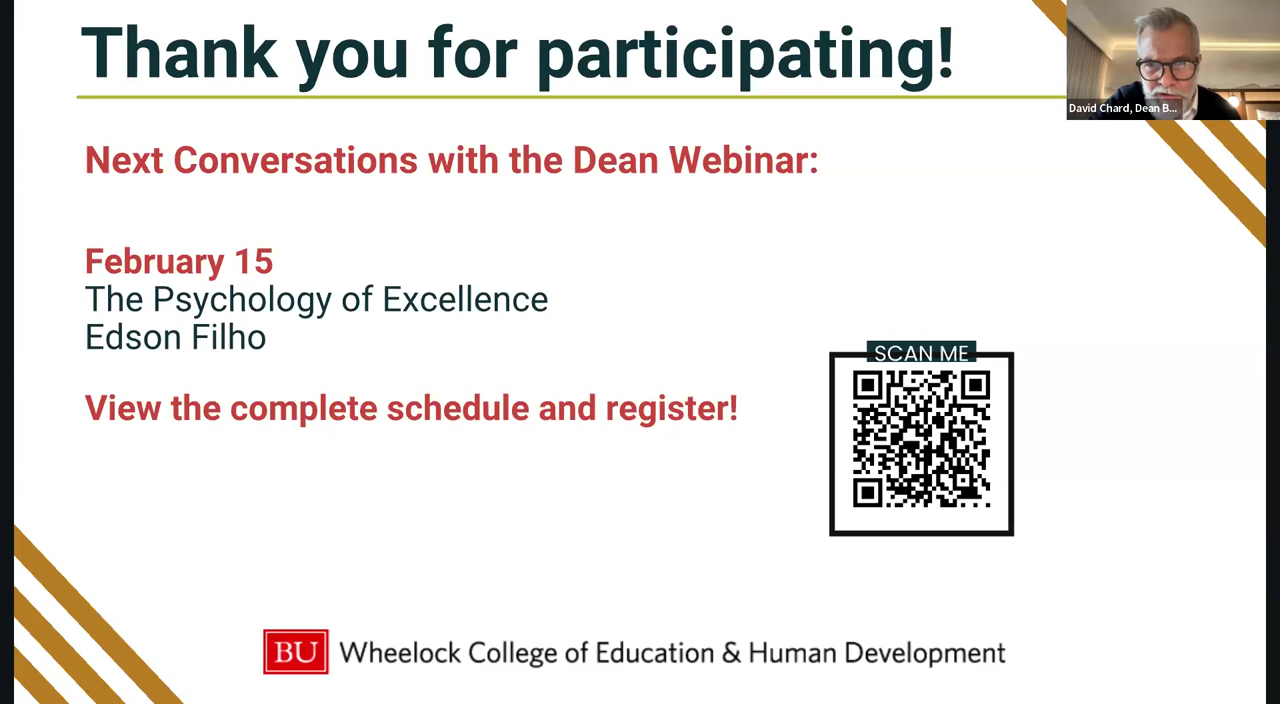 Thank you for participating!
David Chard, Dean B...
Next Conversations with the Dean Webinar:
February 15
The Psychology of Excellence
Edson Filho
View the complete schedule and register!
SCAN ME
BU Wheelock College of Education & Human Development